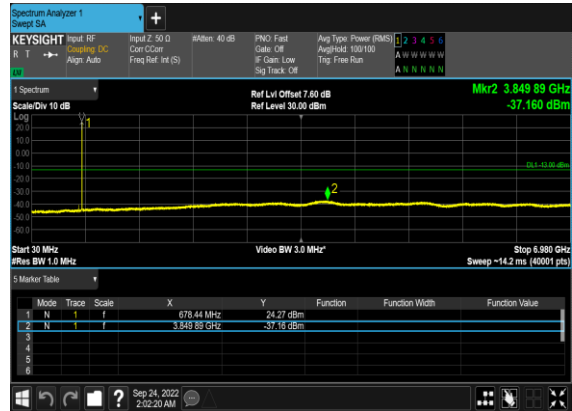 Spectrum Analyzer 1
Swept SA
+
KEYSIGHT Input: RF Input Z: 50 Ω #Atten: 40 dB PNO: Fast Avg Type: Power (RMS) 1 2 3 4 5 6
R T Coupling: DC Corr CCorr Gate: Off Avg|Hold: 100/100 A W W W W W
Align: Auto Freq Ref: Int (S) IF Gain: Low Trig: Free Run
Sig Track: Off A N N N N N
1 Spectrum Ref Lvl Offset 7.60 dB Mkr2 3.849 89 GHz
Scale/Div 10 dB Ref Level 30.00 dBm -37.160 dBm
Log
20.0
10.0
0.00
-10.0
-20.0
-30.0
-40.0
-50.0
-60.0
1
DL1 -13.00 dBm
2
Start 30 MHz Video BW 3.0 MHz* Stop 6.980 GHz
#Res BW 1.0 MHz Sweep ~14.2 ms (40001 pts)
5 Marker Table
Mode Trace Scale X Y Function Function Width Function Value
1 N 1 f 678.44 MHz 24.27 dBm
2 N 1 f 3.849 89 GHz -37.16 dBm
3
4
5
6
? Sep 24, 2022
2:02:20 AM